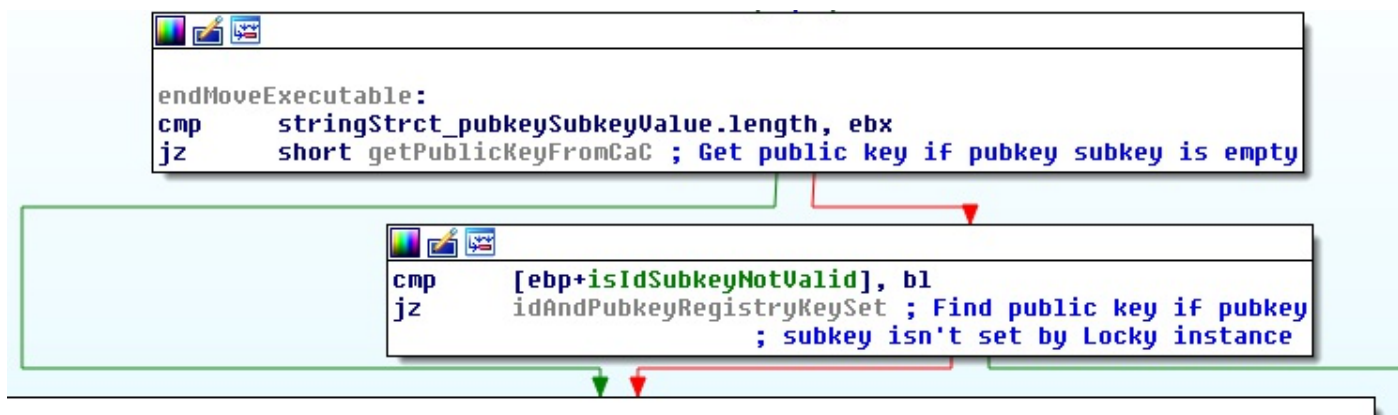 endMoveExecutable:
cmp stringStrct_pubkeySubkeyValue.length, ebx
jz short getPublicKeyFromCaC ; Get public key if pubkey subkey is empty
cmp [ebp+isIdSubkeyNotValid], bl
jz idAndPubkeyRegistryKeySet ; Find public key if pubkey
; subkey isn't set by Locky instance